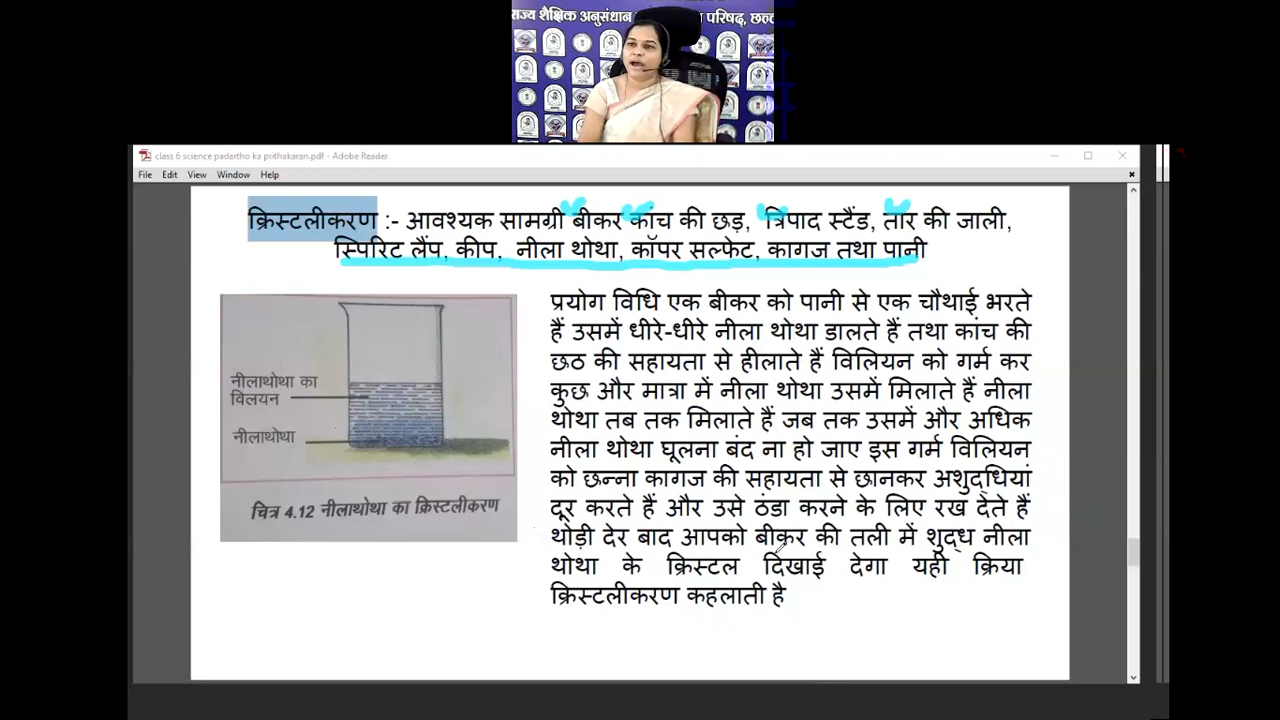 राज्य शैक्षिक अनुसंधान परिषद्, छत्त
class 6 science padartho ka prithakaran.pdf - Adobe Reader
File Edit View Window Help
क्रिस्टलीकरण :- आवश्यक सामग्री बीकर कांच की छड़, त्रिपाद स्टैंड, तार की जाली,
स्पिरिट लैंप, कीप, नीला थोथा, कॉपर सल्फेट, कागज तथा पानी
नीलाथोथा का
विलयन
नीलाथोथा
चित्र 4.12 नीलाथोथा का क्रिस्टलीकरण
प्रयोग विधि एक बीकर को पानी से एक चौथाई भरते
हैं उसमें धीरे-धीरे नीला थोथा डालते हैं तथा कांच की
छठ की सहायता से हीलाते हैं विलियन को गर्म कर
कुछ और मात्रा में नीला थोथा उसमें मिलाते हैं नीला
थोथा तब तक मिलाते हैं जब तक उसमें और अधिक
नीला थोथा घूलना बंद ना हो जाए इस गर्म विलियन
को छन्ना कागज की सहायता से छानकर अशुद्धियां
दूर करते हैं और उसे ठंडा करने के लिए रख देते हैं
थोड़ी देर बाद आपको बीकर की तली में शुद्ध नीला
थोथा के क्रिस्टल दिखाई देगा यही क्रिया
क्रिस्टलीकरण कहलाती है